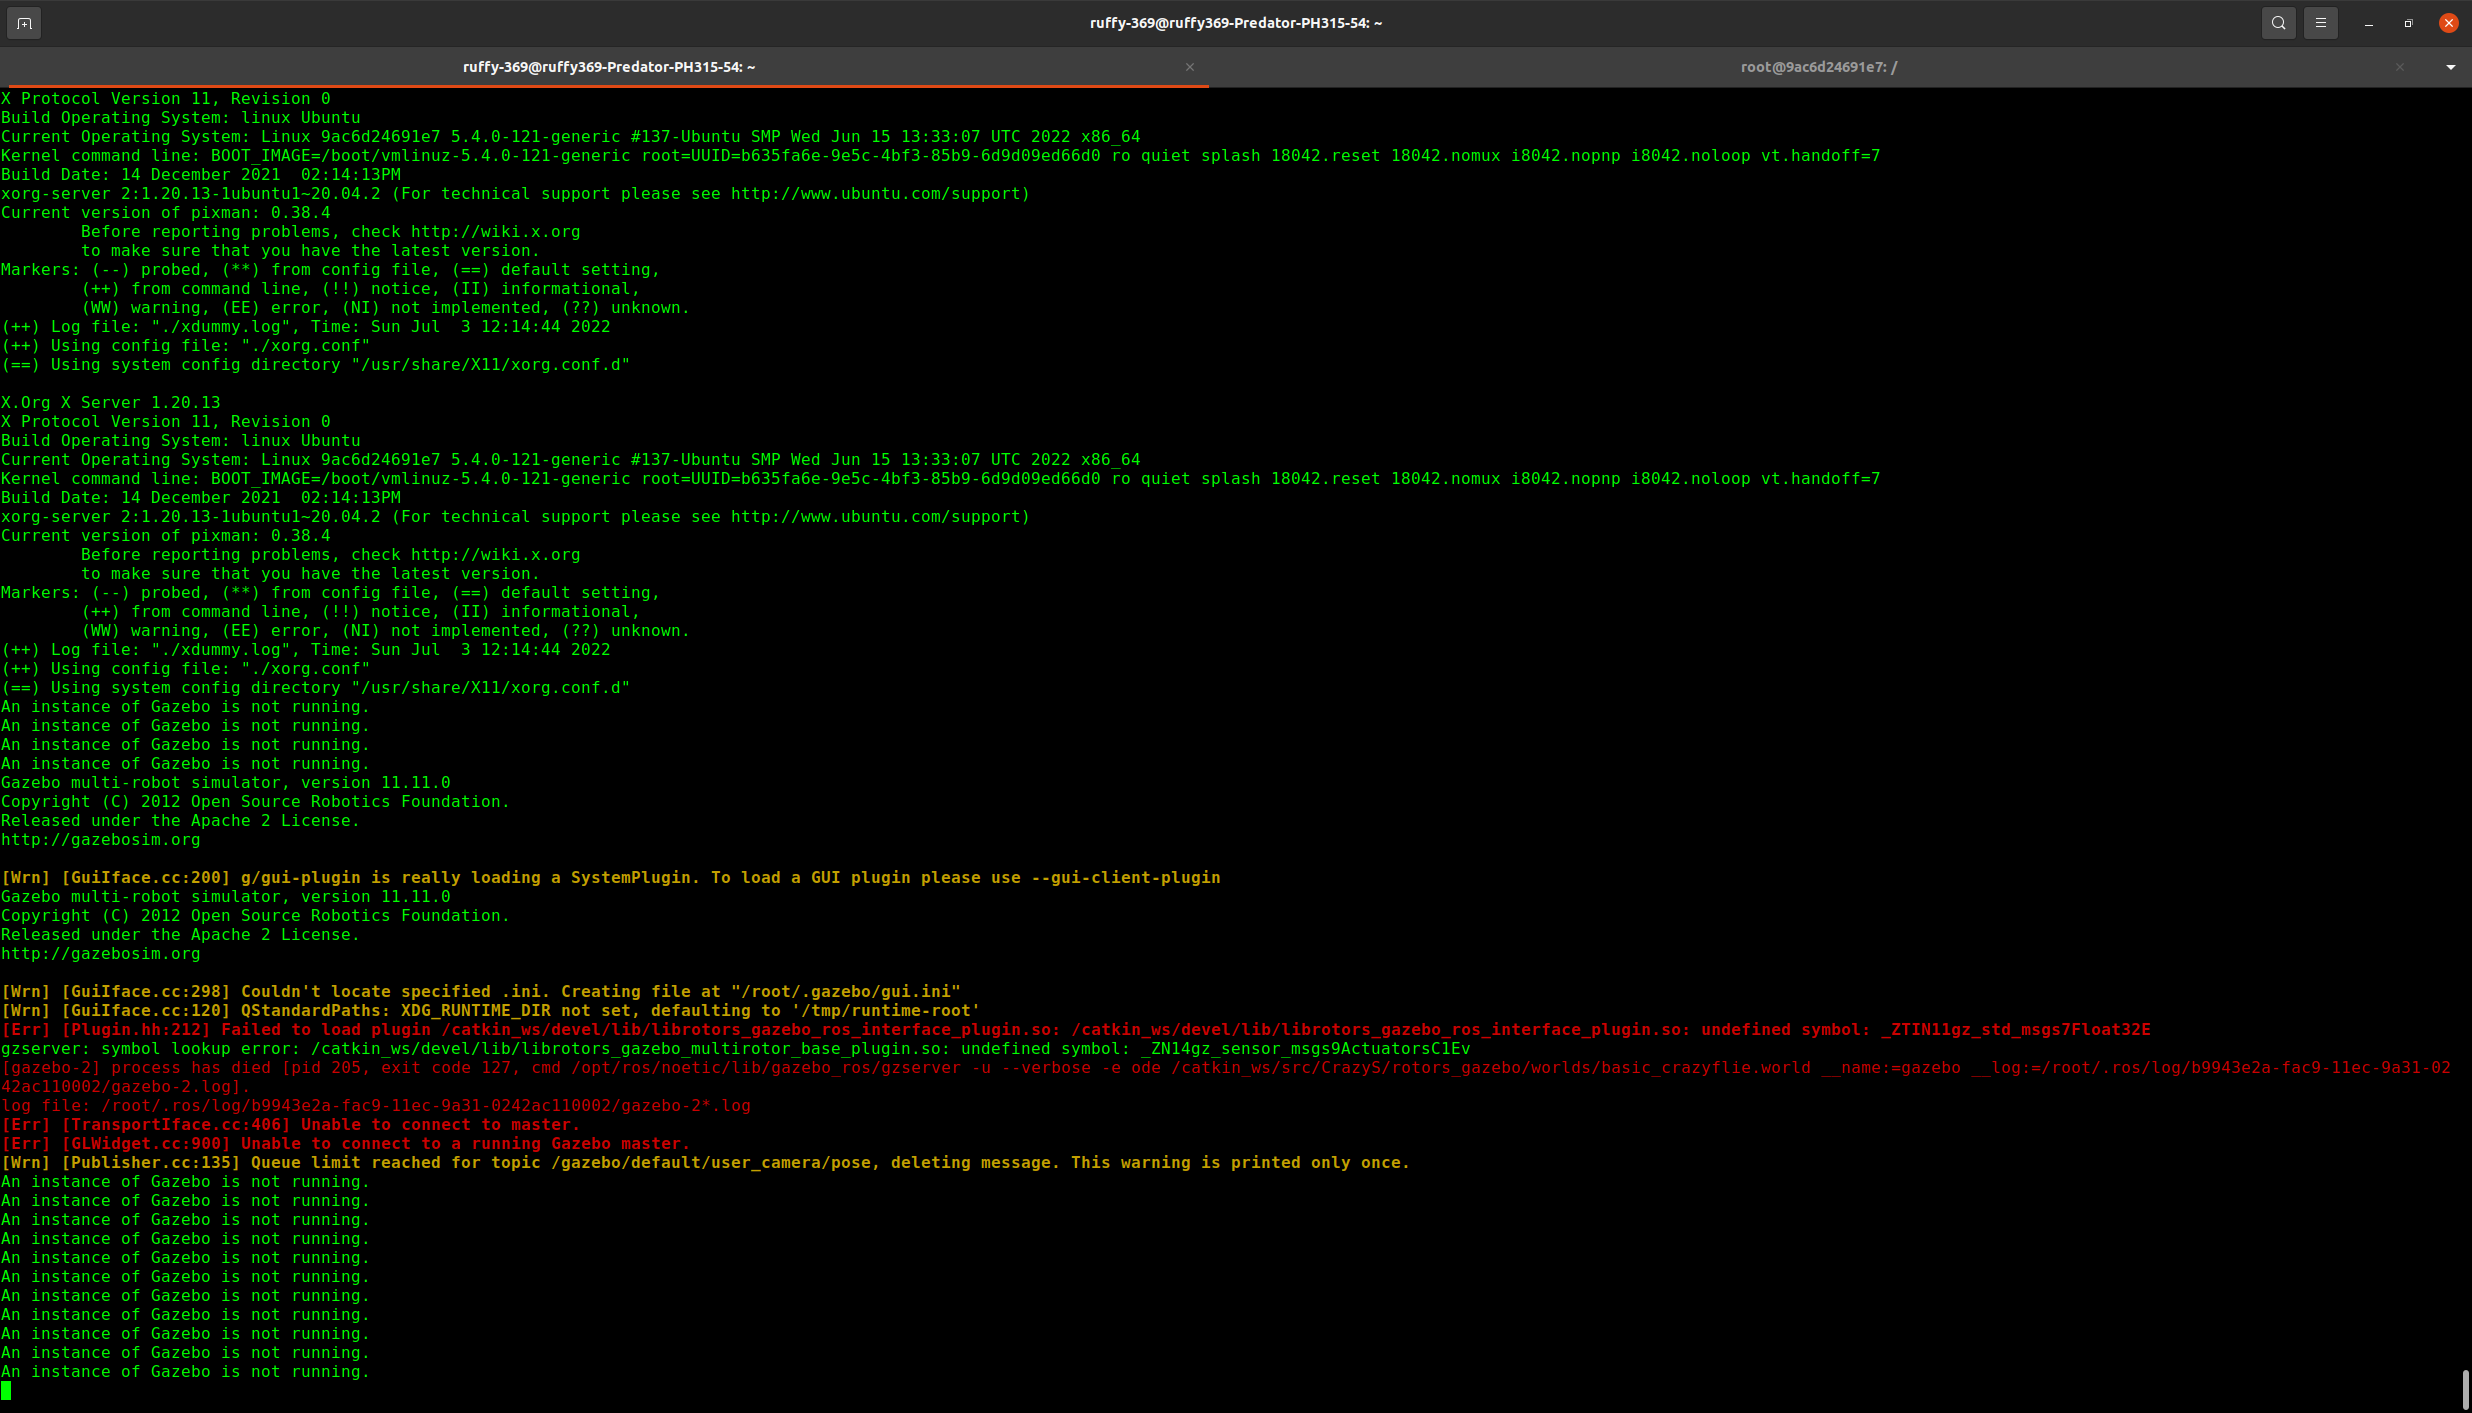 ruffy-369@ruffy369-Predator-PH315-54: ~
ruffy-369@ruffy369-Predator-PH315-54: ~
root@9ac6d24691e7: /
X Protocol Version 11, Revision 0
Build Operating System: linux Ubuntu
Current Operating System: Linux 9ac6d24691e7 5.4.0-121-generic #137-Ubuntu SMP Wed Jun 15 13:33:07 UTC 2022 x86_64
Kernel command line: BOOT_IMAGE=/boot/vmlinuz-5.4.0-121-generic root=UUID=b635fa6e-9e5c-4bf3-85b9-6d9d09ed66d0 ro quiet splash 18042.reset 18042.nomux i8042.nopnp i8042.noloop vt.handoff=7
Build Date: 14 December 2021  02:14:13PM
xorg-server 2:1.20.13-1ubuntu1~20.04.2 (For technical support please see http://www.ubuntu.com/support)
Current version of pixman: 0.38.4
Before reporting problems, check http://wiki.x.org
to make sure that you have the latest version.
Markers: (--) probed, (**) from config file, (==) default setting,
(++) from command line, (!!) notice, (II) informational,
(WW) warning, (EE) error, (NI) not implemented, (??) unknown.
(++) Log file: "./xdummy.log", Time: Sun Jul  3 12:14:44 2022
(++) Using config file: "./xorg.conf"
(==) Using system config directory "/usr/share/X11/xorg.conf.d"
X.Org X Server 1.20.13
X Protocol Version 11, Revision 0
Build Operating System: linux Ubuntu
Current Operating System: Linux 9ac6d24691e7 5.4.0-121-generic #137-Ubuntu SMP Wed Jun 15 13:33:07 UTC 2022 x86_64
Kernel command line: BOOT_IMAGE=/boot/vmlinuz-5.4.0-121-generic root=UUID=b635fa6e-9e5c-4bf3-85b9-6d9d09ed66d0 ro quiet splash 18042.reset 18042.nomux i8042.nopnp i8042.noloop vt.handoff=7
Build Date: 14 December 2021  02:14:13PM
xorg-server 2:1.20.13-1ubuntu1~20.04.2 (For technical support please see http://www.ubuntu.com/support)
Current version of pixman: 0.38.4
Before reporting problems, check http://wiki.x.org
to make sure that you have the latest version.
Markers: (--) probed, (**) from config file, (==) default setting,
(++) from command line, (!!) notice, (II) informational,
(WW) warning, (EE) error, (NI) not implemented, (??) unknown.
(++) Log file: "./xdummy.log", Time: Sun Jul  3 12:14:44 2022
(++) Using config file: "./xorg.conf"
(==) Using system config directory "/usr/share/X11/xorg.conf.d"
An instance of Gazebo is not running.
An instance of Gazebo is not running.
An instance of Gazebo is not running.
An instance of Gazebo is not running.
Gazebo multi-robot simulator, version 11.11.0
Copyright (C) 2012 Open Source Robotics Foundation.
Released under the Apache 2 License.
http://gazebosim.org
[Wrn] [GuiIface.cc:200] g/gui-plugin is really loading a SystemPlugin. To load a GUI plugin please use --gui-client-plugin
Gazebo multi-robot simulator, version 11.11.0
Copyright (C) 2012 Open Source Robotics Foundation.
Released under the Apache 2 License.
http://gazebosim.org
[Wrn] [GuiIface.cc:298] Couldn't locate specified .ini. Creating file at "/root/.gazebo/gui.ini"
[Wrn] [GuiIface.cc:120] QStandardPaths: XDG_RUNTIME_DIR not set, defaulting to '/tmp/runtime-root'
[Err] [Plugin.hh:212] Failed to load plugin /catkin_ws/devel/lib/librotors_gazebo_ros_interface_plugin.so: /catkin_ws/devel/lib/librotors_gazebo_ros_interface_plugin.so: undefined symbol: _ZTIN11gz_std_msgs7Float32E
gzserver: symbol lookup error: /catkin_ws/devel/lib/librotors_gazebo_multirotor_base_plugin.so: undefined symbol: _ZN14gz_sensor_msgs9ActuatorsC1Ev
[gazebo-2] process has died [pid 205, exit code 127, cmd /opt/ros/noetic/lib/gazebo_ros/gzserver -u --verbose -e ode /catkin_ws/src/CrazyS/rotors_gazebo/worlds/basic_crazyflie.world __name:=gazebo __log:=/root/.ros/log/b9943e2a-fac9-11ec-9a31-02
42ac110002/gazebo-2.log].
log file: /root/.ros/log/b9943e2a-fac9-11ec-9a31-0242ac110002/gazebo-2*.log
[Err] [TransportIface.cc:406] Unable to connect to master.
[Err] [GLWidget.cc:900] Unable to connect to a running Gazebo master.
[Wrn] [Publisher.cc:135] Queue limit reached for topic /gazebo/default/user_camera/pose, deleting message. This warning is printed only once.
An instance of Gazebo is not running.
An instance of Gazebo is not running.
An instance of Gazebo is not running.
An instance of Gazebo is not running.
An instance of Gazebo is not running.
An instance of Gazebo is not running.
An instance of Gazebo is not running.
An instance of Gazebo is not running.
An instance of Gazebo is not running.
An instance of Gazebo is not running.
An instance of Gazebo is not running.